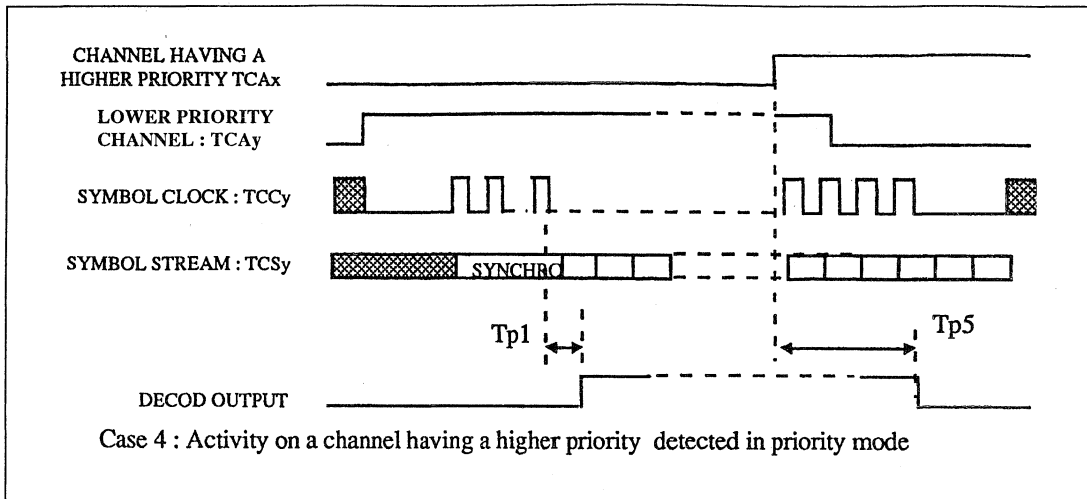 CHANNEL HAVING A
HIGHER PRIORITY TCAx
LOWER PRIORITY
CHANNEL : TCAy
SYMBOL CLOCK : TCCy
SYMBOL STREAM : TCSy
SYNCHRO
Tp1
Tp5
DECOD OUTPUT
Case 4 : Activity on a channel having a higher priority detected in priority mode